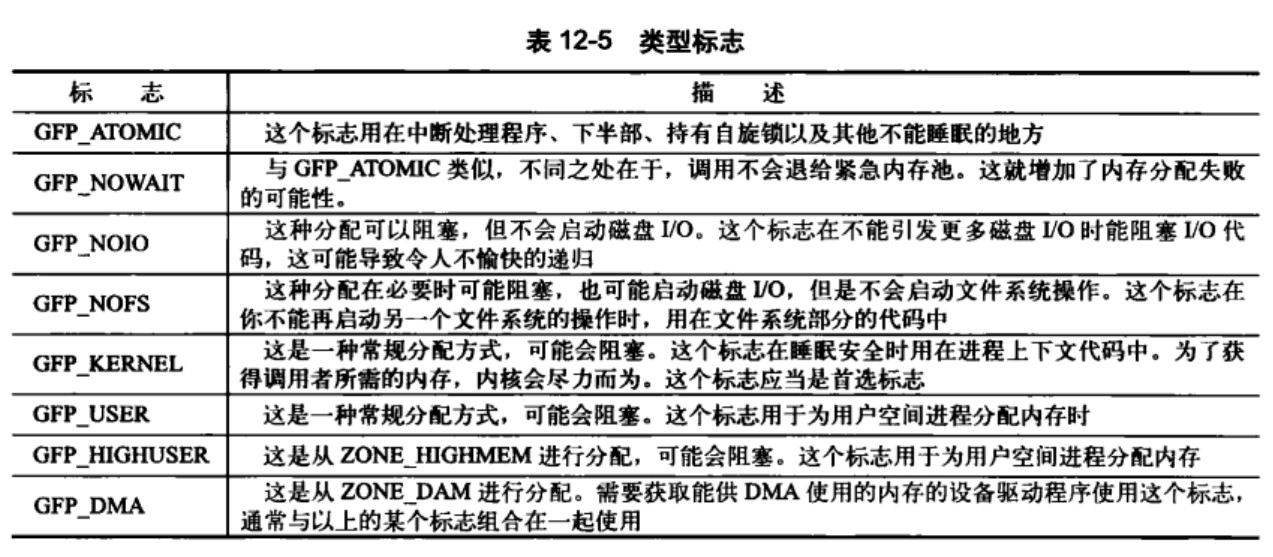 表 12-5 类型标志
标 志 描 述
GFP_ATOMIC 这个标志用在中断处理程序、下半部、持有自旋锁以及其他不能睡眠的地方
GFP_NOWAIT 与 GFP_ATOMIC 类似，不同之处在于，调用不会退给紧急内存池。这就增加了内存分配失败
的可能性。
GFP_NOIO 这种分配可以阻塞，但不会启动磁盘 I/O。这个标志在不能引发更多磁盘 I/O 时能阻塞 I/O 代
码，这可能导致令人不愉快的递归
GFP_NOFS 这种分配在必要时可能阻塞，也可能启动磁盘 I/O，但是不会启动文件系统操作。这个标志在
你不能再启动另一个文件系统的操作时，用在文件系统部分的代码中
GFP_KERNEL 这是一种常规分配方式，可能会阻塞。这个标志在睡眠安全时用在进程上下文代码中。为了获
得调用者所需的内存，内核会尽力而为。这个标志应当是首选标志
GFP_USER 这是一种常规分配方式，可能会阻塞。这个标志用于为用户空间进程分配内存时
GFP_HIGHUSER 这是从 ZONE_HIGHMEM 进行分配，可能会阻塞。这个标志用于为用户空间进程分配内存
GFP_DMA 这是从 ZONE_DAM 进行分配。需要获取能供 DMA 使用的内存的设备驱动程序使用这个标志，
通常与以上的某个标志组合在一起使用